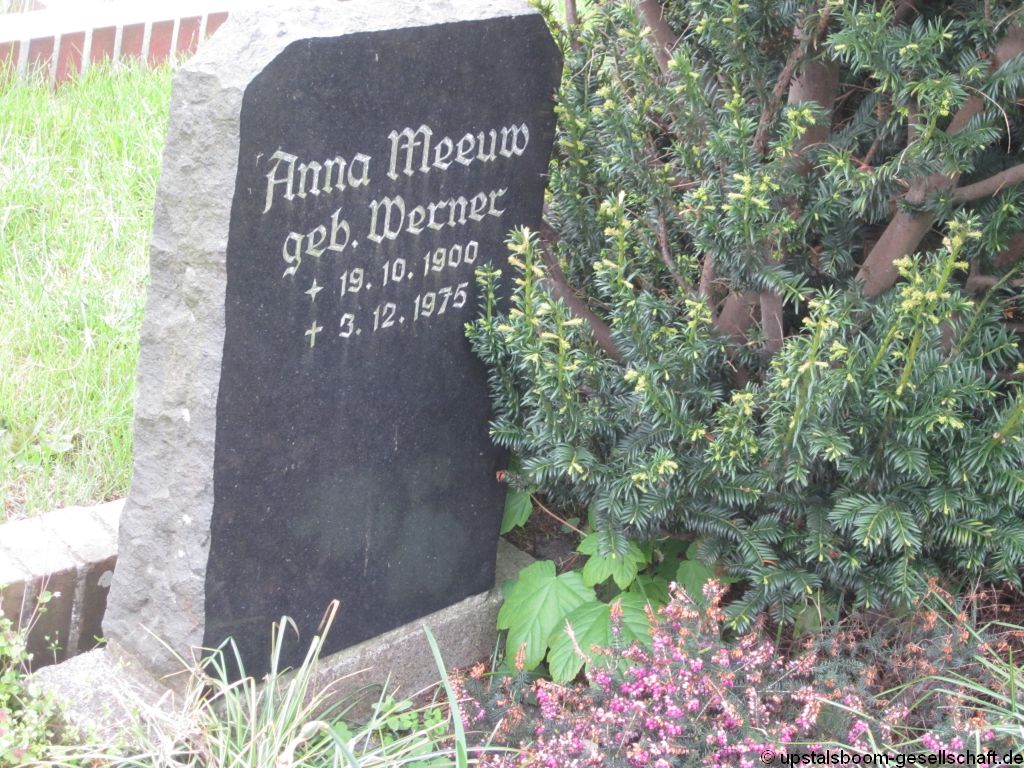 Anna Meeuw
geb. Werner
✦ 19. 10. 1900
✝ 3. 12. 1975
© upstalsboom-gesellschaft.de